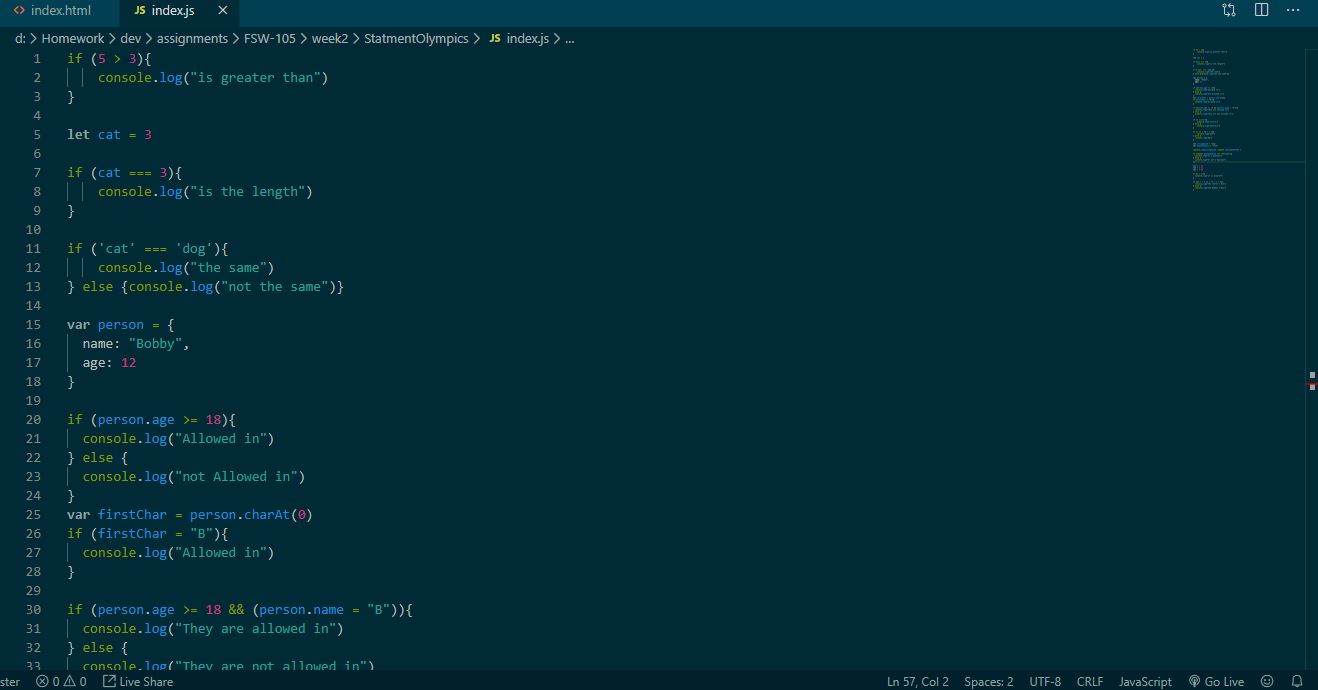 index.html JS index.js
d: > Homework > dev > assignments > FSW-105 > week2 > StatmentOlympics > JS index.js > ...
1 if (5 > 3){
2 console.log("is greater than")
3 }
4
5 let cat = 3
6
7 if (cat === 3){
8 console.log("is the length")
9 }
10
11 if ('cat' === 'dog'){
12 console.log("the same")
13 } else {console.log("not the same")}
14
15 var person = {
16 name: "Bobby",
17 age: 12
18 }
19
20 if (person.age >= 18){
21 console.log("Allowed in")
22 } else {
23 console.log("not Allowed in")
24 }
25 var firstChar = person.charAt(0)
26 if (firstChar = "B"){
27 console.log("Allowed in")
28 }
29
30 if (person.age >= 18 && (person.name = "B")){
31 console.log("They are allowed in")
32 } else {
33 console.log("They are not allowed in")
ster 0 0 Live Share Ln 57, Col 2 Spaces: 2 UTF-8 CRLF JavaScript Go Live